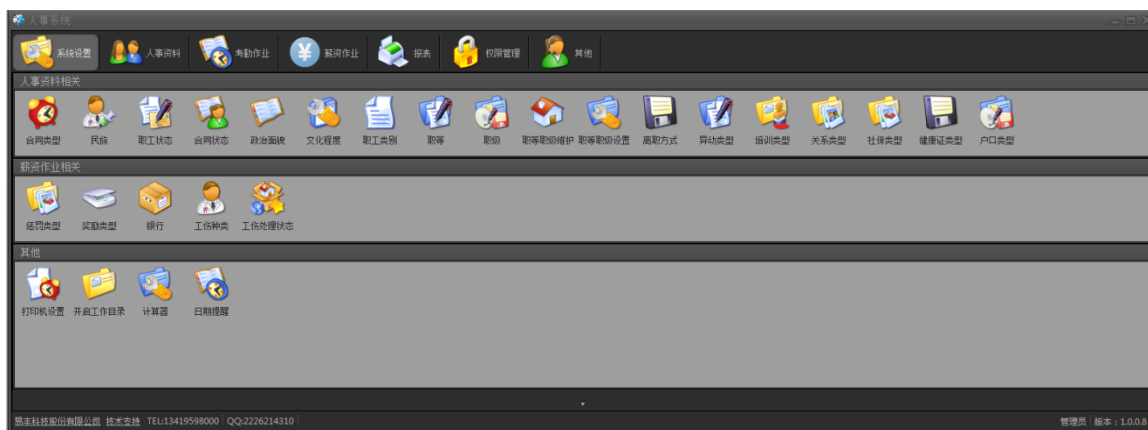 人事系统
系统设置 人事资料 考勤作业 薪资作业 报表 权限管理 其他
人事资料相关
合同类型 民族 职工状态 合同状态 政治面貌 文化程度 职工类别 职等 职级 职等职级维护 职等职级设置 离职方式 异动类型 培训类型 关系类型 社保类型 健康证类型 户口类型
薪资作业相关
惩罚类型 奖励类型 银行 工伤种类 工伤处理状态
其他
打印机设置 开启工作目录 计算器 日期提醒
易丰科技股份有限公司 技术支持 TEL:13419598000 QQ:2226214310 管理员 版本：1.0.0.8